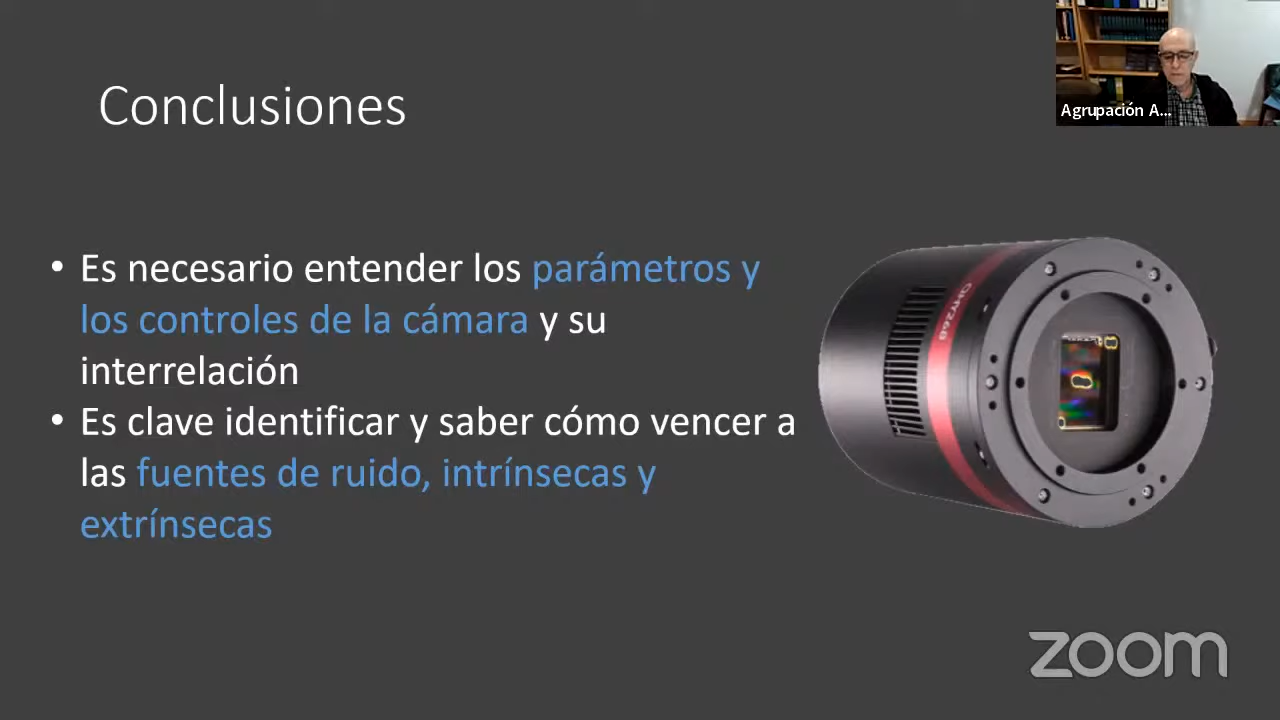 Conclusiones
Agrupación A...
• Es necesario entender los parámetros y
los controles de la cámara y su
interrelación
• Es clave identificar y saber cómo vencer a
las fuentes de ruido, intrínsecas y
extrínsecas
QHY268
zoom